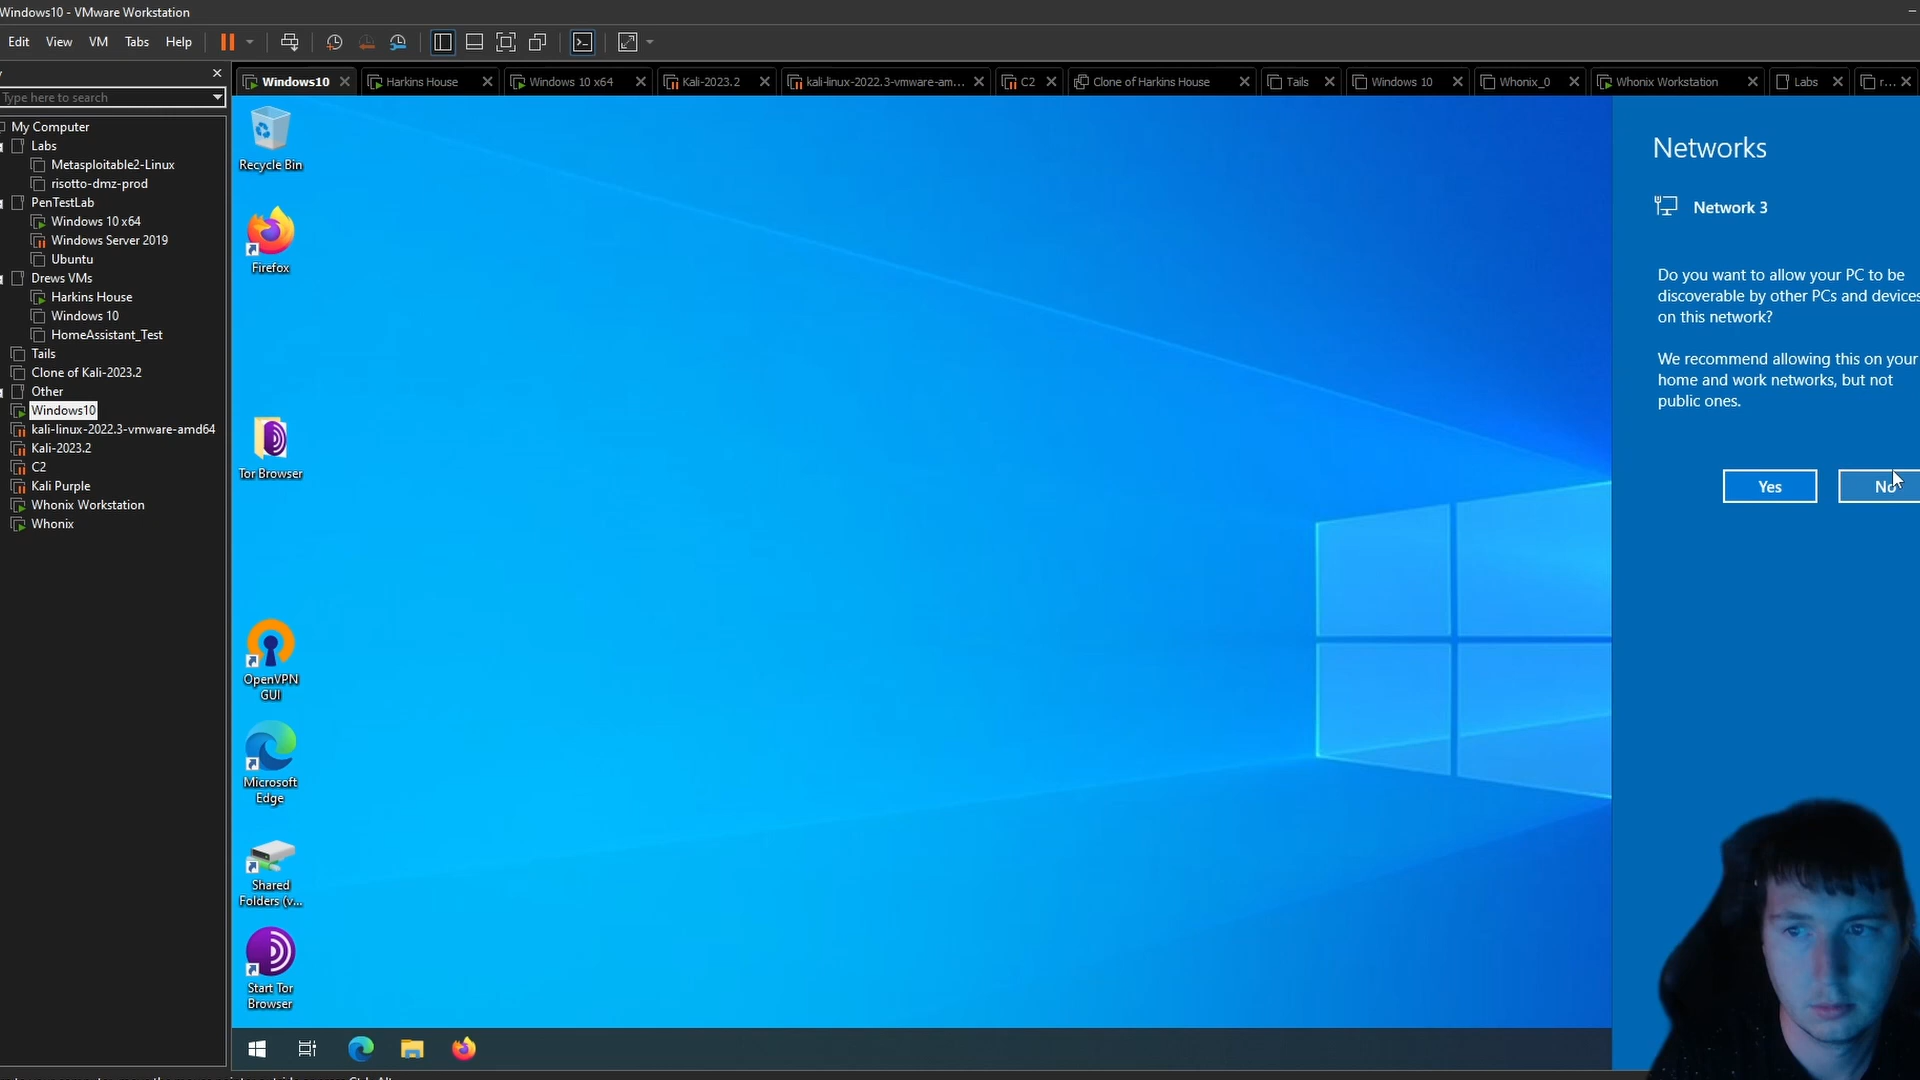 Windows10 - VMware Workstation
Edit View VM Tabs Help
Type here to search
Windows10
Harkins House
Windows 10 x64
Kali-2023.2
kali-linux-2022.3-vmware-am...
C2
Clone of Harkins House
Tails
Windows 10
Whonix_0
Whonix Workstation
Labs
r...
My Computer
Labs
Metasploitable2-Linux
risotto-dmz-prod
PenTestLab
Windows 10 x64
Windows Server 2019
Ubuntu
Drews VMs
Harkins House
Windows 10
HomeAssistant_Test
Tails
Clone of Kali-2023.2
Other
Windows10
kali-linux-2022.3-vmware-amd64
Kali-2023.2
C2
Kali Purple
Whonix Workstation
Whonix
Recycle Bin
Firefox
Tor Browser
OpenVPN
GUI
Microsoft
Edge
Shared
Folders (v...
Start Tor
Browser
Networks
Network 3
Do you want to allow your PC to be
discoverable by other PCs and devices
on this network?
We recommend allowing this on your
home and work networks, but not
public ones.
Yes
No